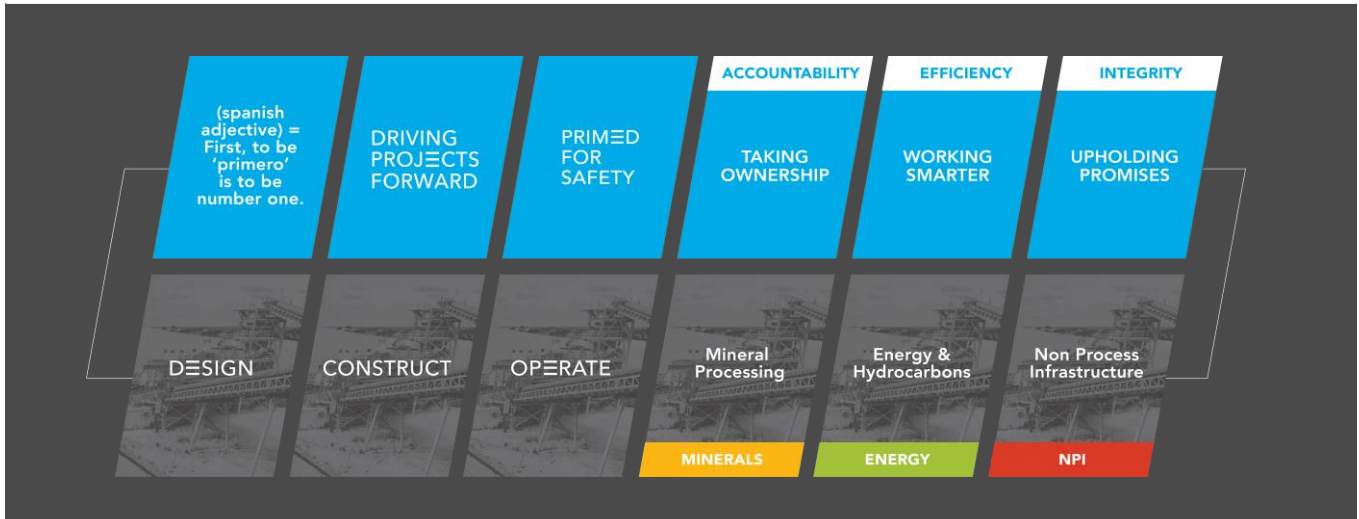 (spanish
adjective) =
First, to be
‘primero’
is to be
number one.
DRIVING
PROJECTS
FORWARD
PRIMED
FOR
SAFETY
ACCOUNTABILITY
TAKING
OWNERSHIP
EFFICIENCY
WORKING
SMARTER
INTEGRITY
UPHOLDING
PROMISES
DESIGN
CONSTRUCT
OPERATE
Mineral
Processing
MINERALS
Energy &
Hydrocarbons
ENERGY
Non Process
Infrastructure
NPI